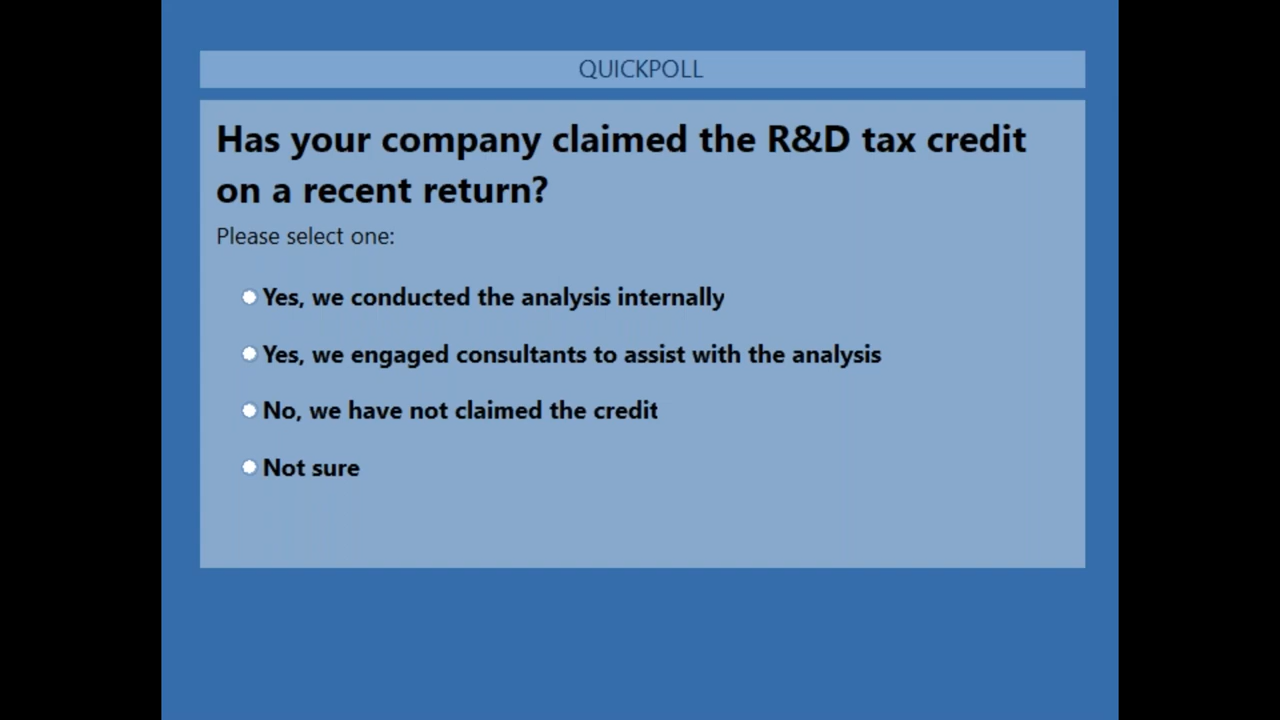 QUICKPOLL
Has your company claimed the R&D tax credit
on a recent return?
Please select one:
Yes, we conducted the analysis internally
Yes, we engaged consultants to assist with the analysis
No, we have not claimed the credit
Not sure